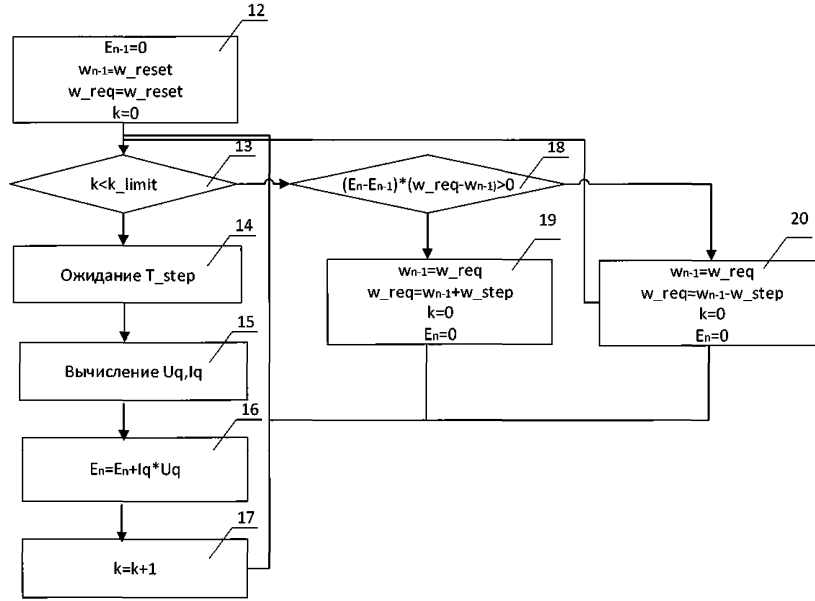 12
Eₙ₋₁=0
wₙ₋₁=w_reset
w_req=w_reset
k=0
13
k<k_limit
18
(Eₙ-Eₙ₋₁)*(w_req-wₙ₋₁)>0
14
Ожидание T_step
19
wₙ₋₁=w_req
w_req=wₙ₋₁+w_step
k=0
Eₙ=0
20
wₙ₋₁=w_req
w_req=wₙ₋₁-w_step
k=0
Eₙ=0
15
Вычисление Uq,Iq
16
Eₙ=Eₙ+Iq*Uq
17
k=k+1